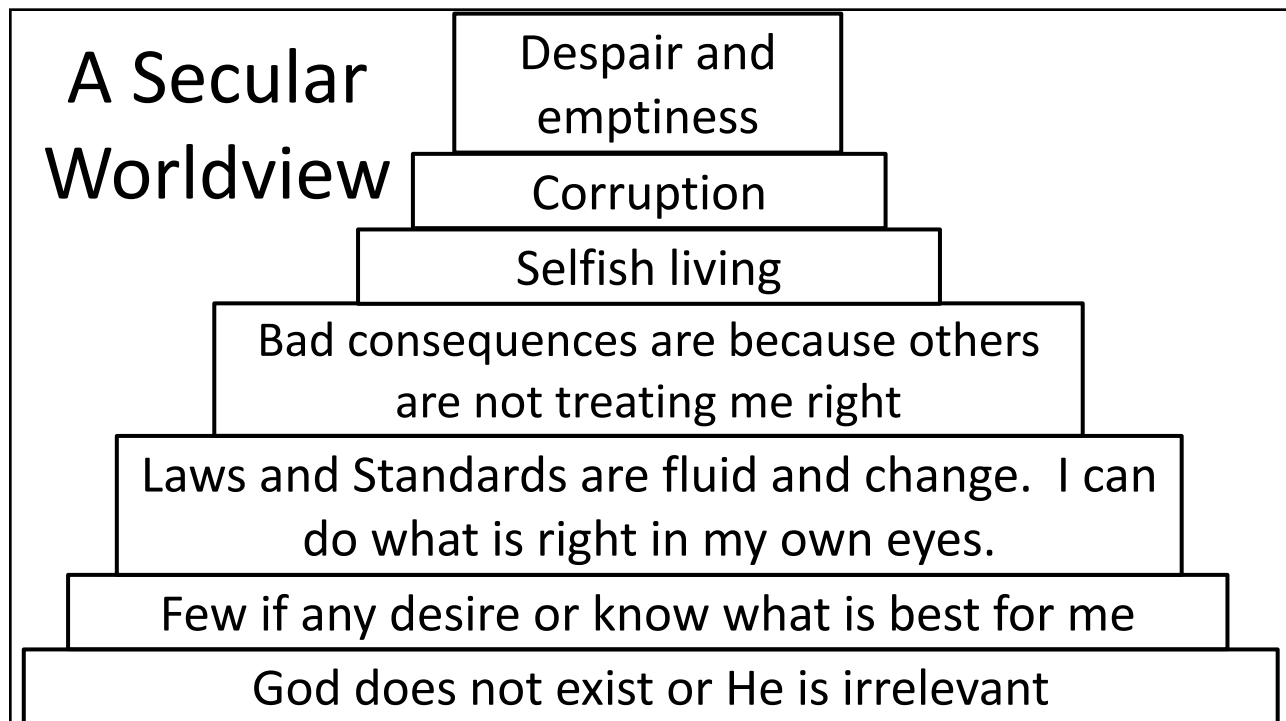 A Secular
Worldview
Despair and
emptiness
Corruption
Selfish living
Bad consequences are because others
are not treating me right
Laws and Standards are fluid and change.  I can
do what is right in my own eyes.
Few if any desire or know what is best for me
God does not exist or He is irrelevant